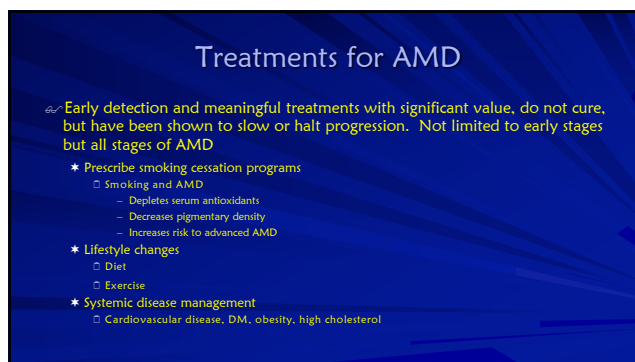 Treatments for AMD
Early detection and meaningful treatments with significant value, do not cure,
but have been shown to slow or halt progression.  Not limited to early stages
but all stages of AMD
Prescribe smoking cessation programs
Smoking and AMD
– Depletes serum antioxidants
– Decreases pigmentary density
– Increases risk to advanced AMD
Lifestyle changes
Diet
Exercise
Systemic disease management
Cardiovascular disease, DM, obesity, high cholesterol